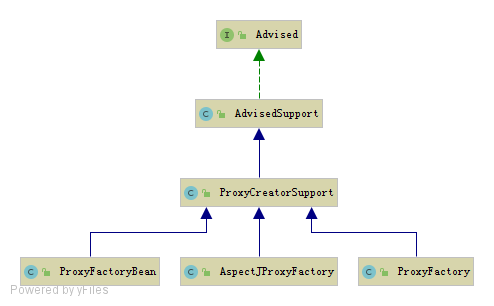 I Advised
C AdvisedSupport
C ProxyCreatorSupport
C ProxyFactoryBean C AspectJProxyFactory C ProxyFactory
Powered by yFiles